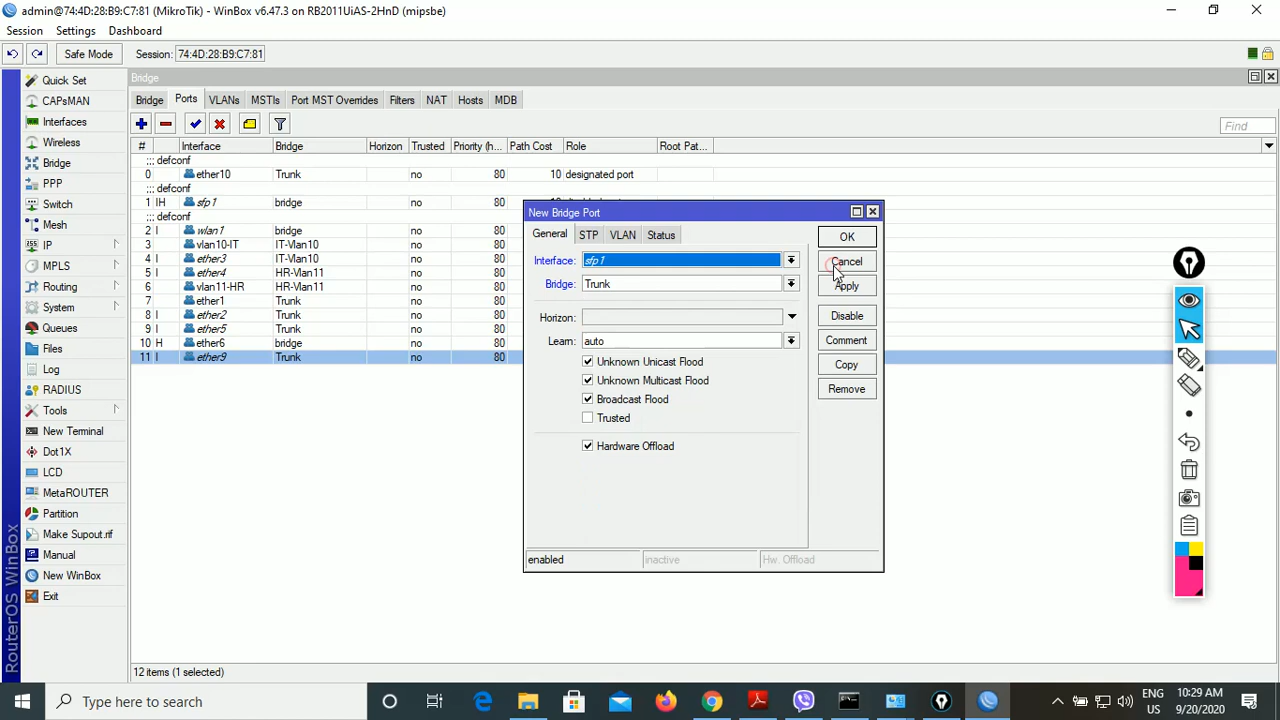 admin@74:4D:28:B9:C7:81 (MikroTik) - WinBox v6.47.3 on RB2011UiAS-2HnD (mipsbe)
Session Settings Dashboard
Safe Mode Session: 74:4D:28:B9:C7:81
Quick Set
CAPsMAN
Interfaces
Wireless
Bridge
PPP
Switch
Mesh
IP
MPLS
Routing
System
Queues
Files
Log
RADIUS
Tools
New Terminal
Dot1X
LCD
MetaROUTER
Partition
Make Supout.rif
Manual
New WinBox
Exit
RouterOS WinBox
Bridge
Bridge Ports VLANs MSTIs Port MST Overrides Filters NAT Hosts MDB
Find
# Interface Bridge Horizon Trusted Priority (h... Path Cost Role Root Pat...
;;; defconf
0 ether10 Trunk no 80 10 designated port
;;; defconf
1 IH sfp1 bridge no 80
;;; defconf
2 I wlan1 bridge no 80
3 vlan10-IT IT-Vlan10 no 80
4 I ether3 IT-Vlan10 no 80
5 I ether4 HR-Vlan11 no 80
6 I vlan11-HR HR-Vlan11 no 80
7 ether1 Trunk no 80
8 I ether2 Trunk no 80
9 I ether5 Trunk no 80
10 H ether6 bridge no 80
11 I ether9 Trunk no 80
New Bridge Port
General STP VLAN Status
Interface: sfp1
Bridge: Trunk
Horizon:
Learn: auto
Unknown Unicast Flood
Unknown Multicast Flood
Broadcast Flood
Trusted
Hardware Offload
OK
Cancel
Apply
Disable
Comment
Copy
Remove
enabled inactive Hw. Offload
12 items (1 selected)
Type here to search
ENG
US
10:29 AM
9/20/2020